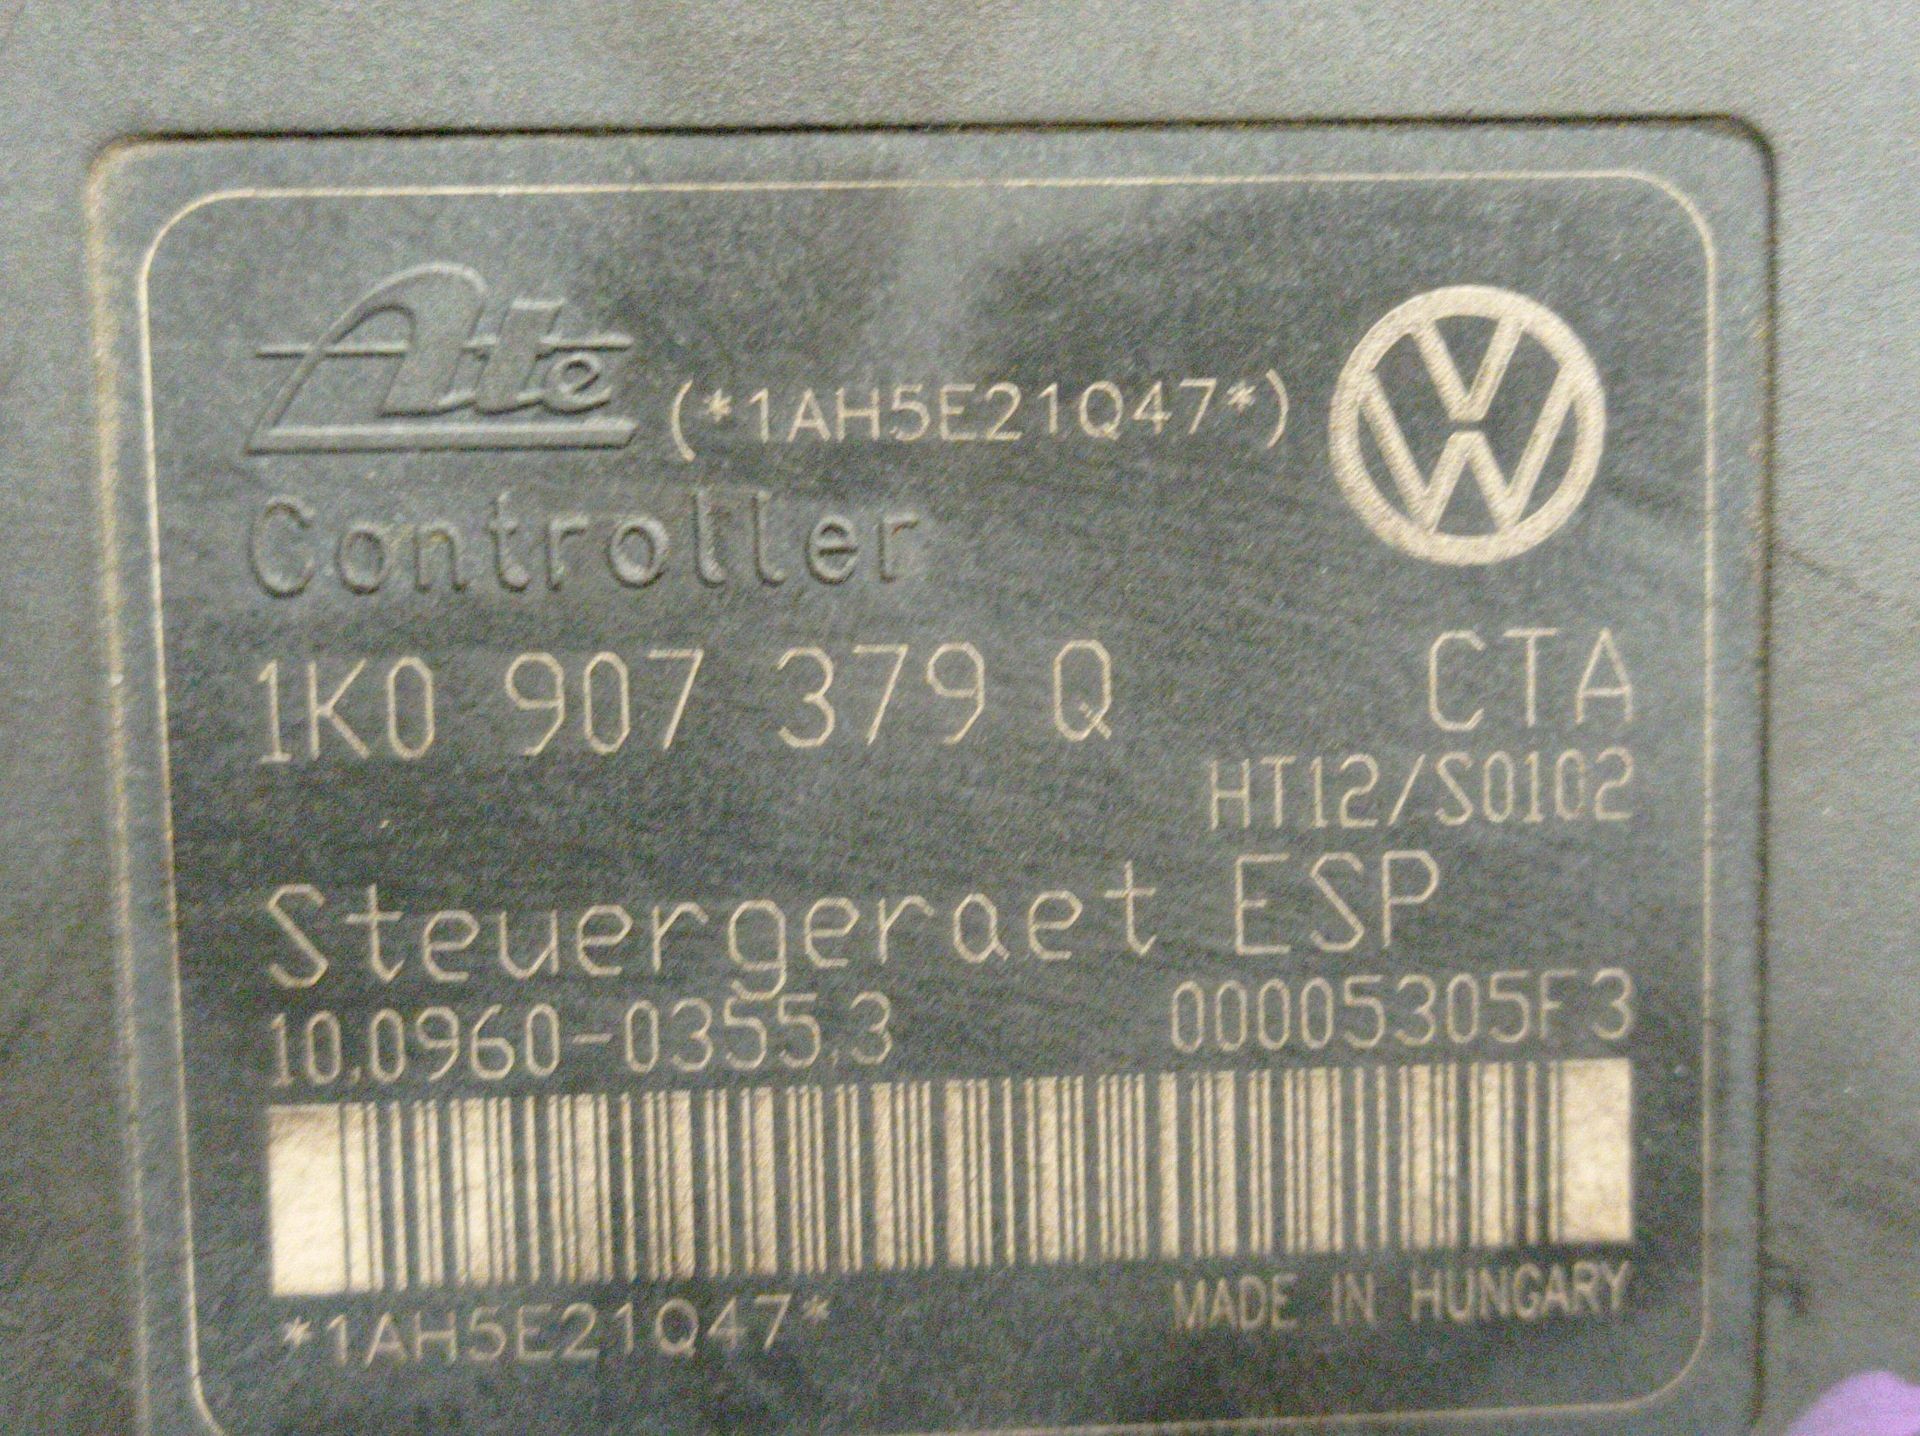 Ate (*1AH5E21Q47*) VW
Controller
1K0 907 379 Q CTA
HT12/S0102
Steuergeraet ESP
10.0960-0355.3 00005305F3
*1AH5E21Q47* MADE IN HUNGARY